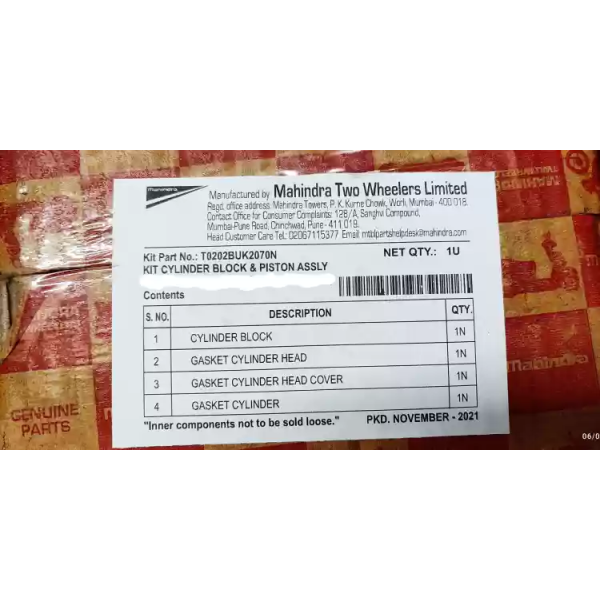 mahindra
Manufactured by Mahindra Two Wheelers Limited
Regd. office address: Mahindra Towers, P. K. Kurne Chowk, Worli, Mumbai - 400 018.
Contact Office for Consumer Complaints: 128/A, Sanghvi Compound,
Mumbai-Pune Road, Chinchwad, Pune - 411 019.
Head Customer Care Tel.: 02067115377 Email: mtblpartshelpdesk@mahindra.com
Kit Part No.: T0202BUK2070N NET QTY.: 1U
KIT CYLINDER BLOCK & PISTON ASSLY
Contents
S. NO. DESCRIPTION QTY.
1 CYLINDER BLOCK 1N
2 GASKET CYLINDER HEAD 1N
3 GASKET CYLINDER HEAD COVER 1N
4 GASKET CYLINDER 1N
"Inner components not to be sold loose." PKD. NOVEMBER - 2021
GENUINE
PARTS
mahindra
06/0